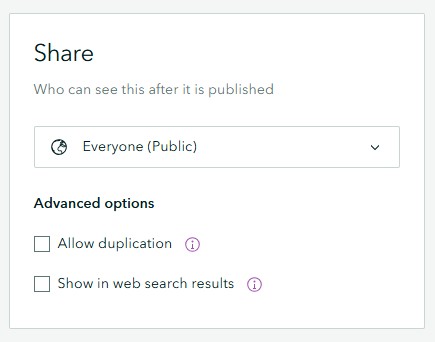 Share
Who can see this after it is published
Everyone (Public)
Advanced options
Allow duplication
Show in web search results